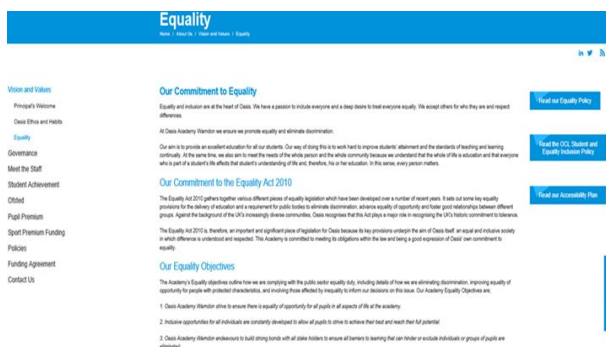 Equality
Home / About Us / Vision and Values / Equality
Vision and Values
Principal's Welcome
Oasis Ethos and Habits
Equality
Governance
Meet the Staff
Student Achievement
Ofsted
Pupil Premium
Sport Premium Funding
Policies
Funding Agreement
Contact Us
Our Commitment to Equality
Equality and inclusion are at the heart of Oasis. We have a passion to include everyone and a deep desire to treat everyone equally. We accept others for who they are and respect
differences.
At Oasis Academy Warndon we ensure we promote equality and eliminate discrimination.
Our aim is to provide an excellent education for all our students. Our way of doing this is to work hard to improve students' attainment and the standards of teaching and learning
continually. At the same time, we also aim to meet the needs of the whole person and the whole community because we understand that the whole of life is education and that everyone
who is part of a student's life affects that student's understanding of life and, therefore, his or her education. In this sense, every person matters.
Our Commitment to the Equality Act 2010
The Equality Act 2010 gathers together various different pieces of equality legislation which have been developed over a number of recent years. It sets out some key equality
provisions for the delivery of education and a requirement for public bodies to eliminate discrimination, advance equality of opportunity and foster good relationships between different
groups. Against the background of the UK's increasingly diverse communities, Oasis recognises that this Act plays a major role in recognising the UK's historic commitment to tolerance.
The Equality Act 2010 is, therefore, an important and significant piece of legislation for Oasis because its key provisions underpin the aim of Oasis itself: an equal and inclusive society
in which difference is understood and respected. This Academy is committed to meeting its obligations within the law and being a good expression of Oasis' own commitment to
equality.
Our Equality Objectives
The Academy's Equality objectives outline how we are complying with the public sector equality duty, including details of how we are eliminating discrimination, improving equality of
opportunity for people with protected characteristics, and involving those affected by inequality to inform our decisions on this issue. Our Academy Equality Objectives are;
1. Oasis Academy Warndon strive to ensure there is equality of opportunity for all pupils in all aspects of life at the academy.
2. Inclusive opportunities for all individuals are constantly developed to allow all pupils to strive to achieve their best and reach their full potential.
3. Oasis Academy Warndon endeavours to build strong bonds with all stake holders to ensure all barriers to learning that can hinder or exclude individuals or groups of pupils are
eliminated.
Read our Equality Policy
Read the OCL Student and
Equality Inclusion Policy
Read our Accessibility Plan